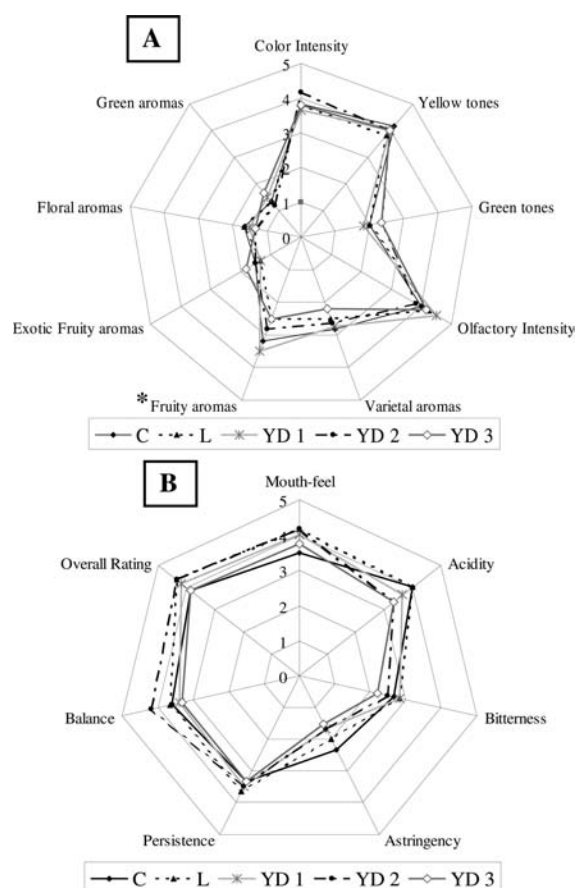 A
Color Intensity
5
Green aromas
Yellow tones
4
3
2
Floral aromas
Green tones
1
0
Exotic Fruity aromas
Olfactory Intensity
* Fruity aromas
Varietal aromas
C L YD 1 YD 2 YD 3
B
Mouth-feel
5
Overall Rating
Acidity
4
3
2
1
0
Balance
Bitterness
Persistence
Astringency
C L YD 1 YD 2 YD 3